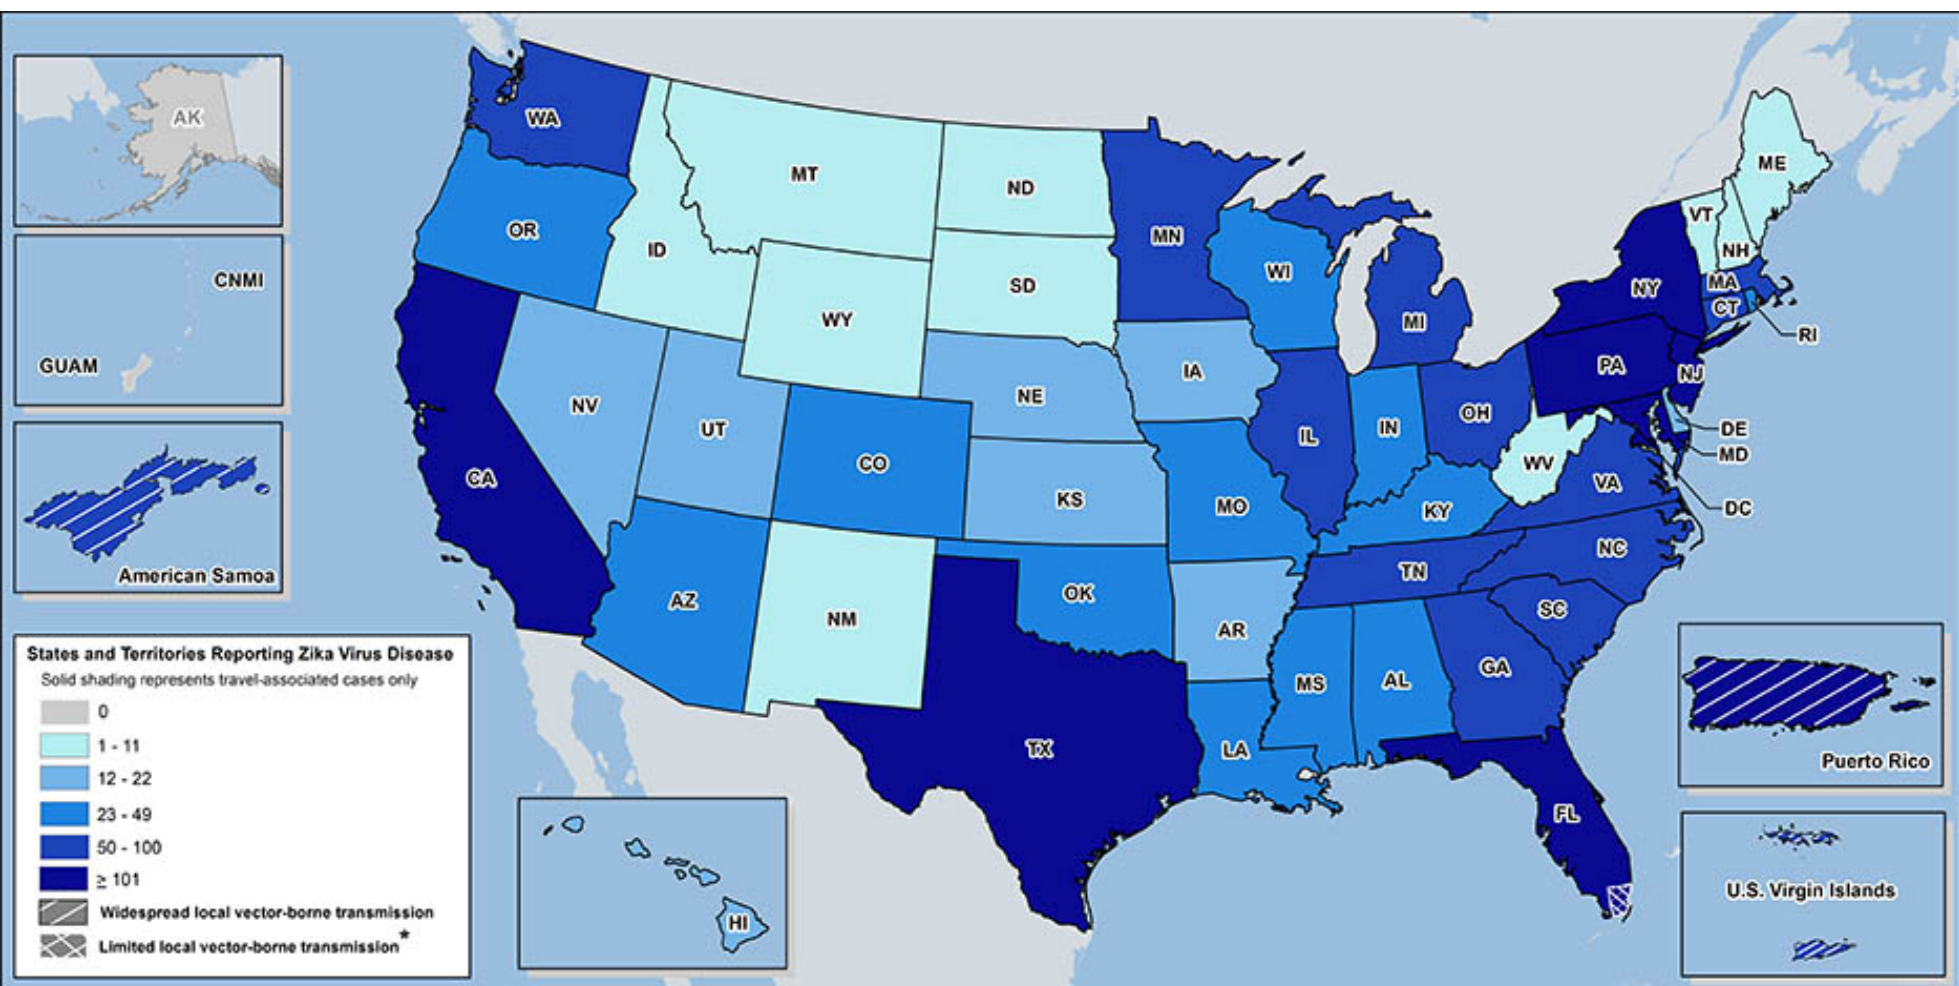 AK
CNMI
GUAM
American Samoa
States and Territories Reporting Zika Virus Disease
Solid shading represents travel-associated cases only
0
1 - 11
12 - 22
23 - 49
50 - 100
≥ 101
Widespread local vector-borne transmission
Limited local vector-borne transmission★
WA
OR
CA
NV
ID
MT
WY
UT
AZ
CO
NM
ND
SD
NE
KS
OK
TX
MN
IA
MO
AR
LA
WI
IL
MS
MI
IN
KY
TN
AL
OH
WV
VA
NC
SC
GA
FL
PA
NY
NJ
VT
NH
ME
MA
CT
RI
DE
MD
DC
HI
Puerto Rico
U.S. Virgin Islands